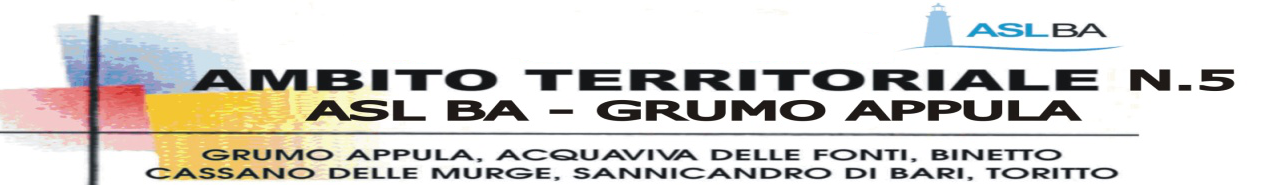 ASLBA
AMBITO TERRITORIALE N.5
ASL BA - GRUMO APPULA
GRUMO APPULA, ACQUAVIVA DELLE FONTI, BINETTO
CASSANO DELLE MURGE, SANNICANDRO DI BARI, TORITTO